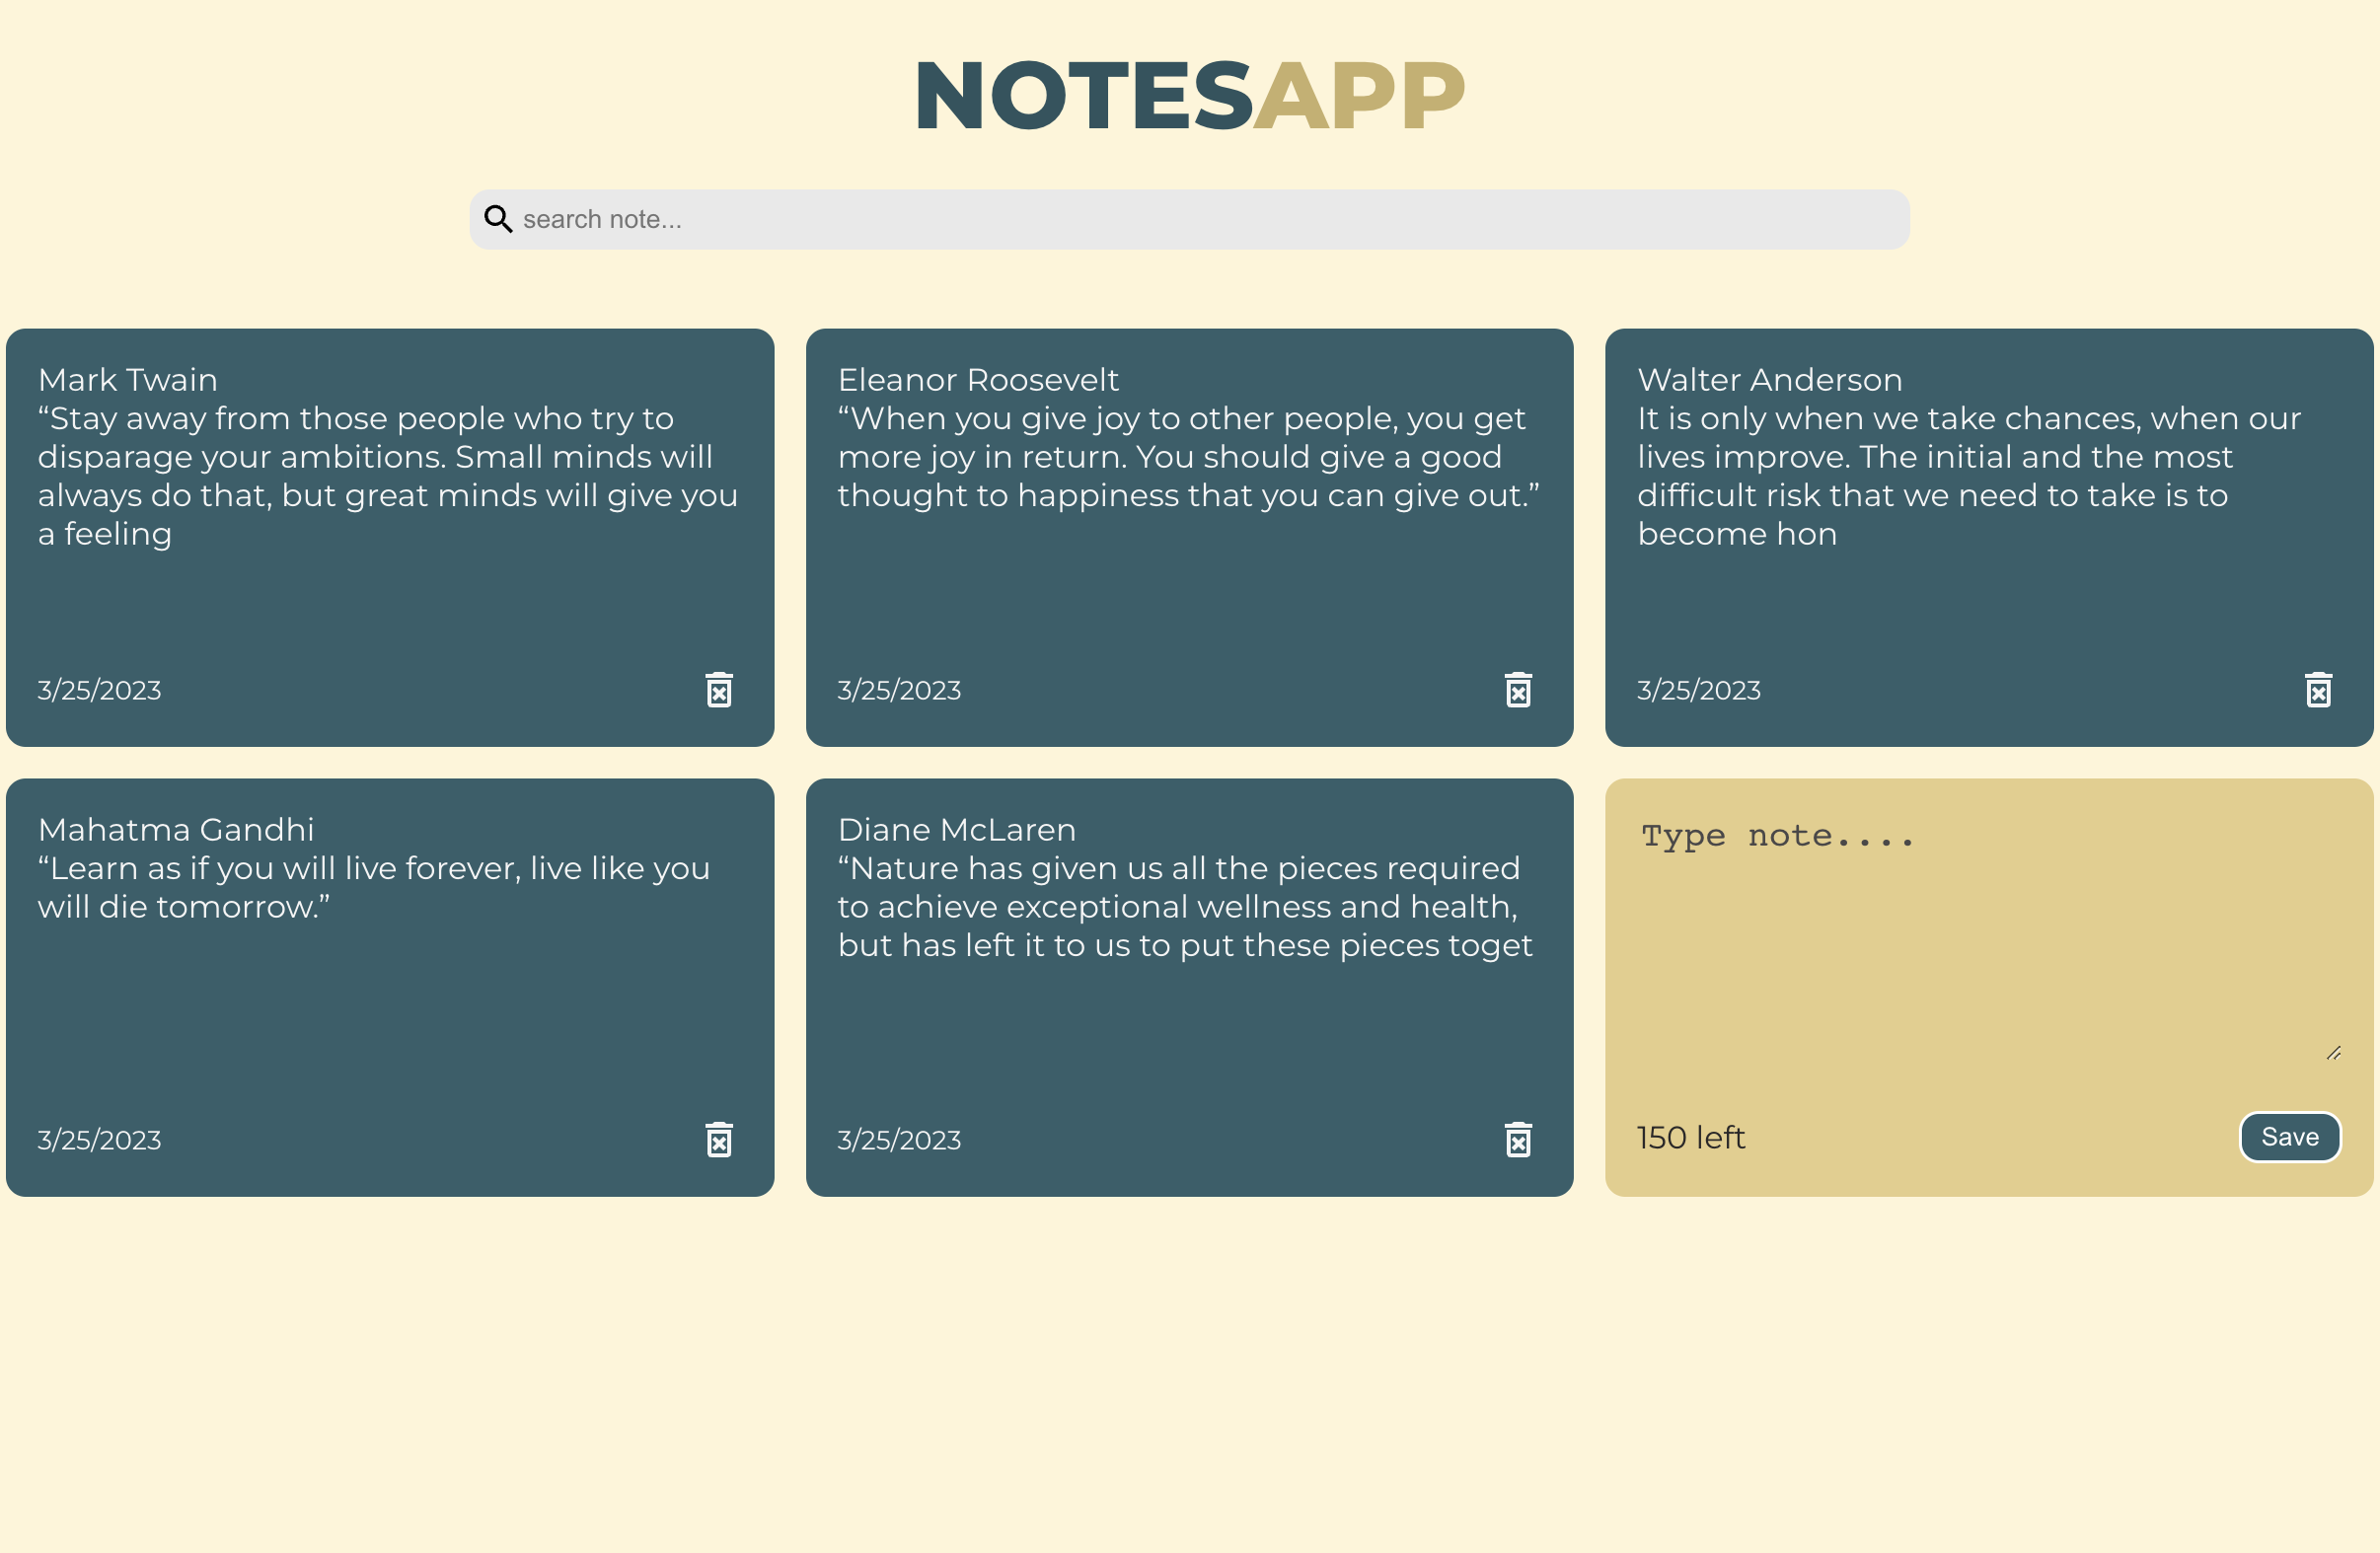 NOTESAPP
search note...
Mark Twain
“Stay away from those people who try to
disparage your ambitions. Small minds will
always do that, but great minds will give you
a feeling
3/25/2023
Eleanor Roosevelt
“When you give joy to other people, you get
more joy in return. You should give a good
thought to happiness that you can give out.”
3/25/2023
Walter Anderson
It is only when we take chances, when our
lives improve. The initial and the most
difficult risk that we need to take is to
become hon
3/25/2023
Mahatma Gandhi
“Learn as if you will live forever, live like you
will die tomorrow.”
3/25/2023
Diane McLaren
“Nature has given us all the pieces required
to achieve exceptional wellness and health,
but has left it to us to put these pieces toget
3/25/2023
Type note....
150 left
Save